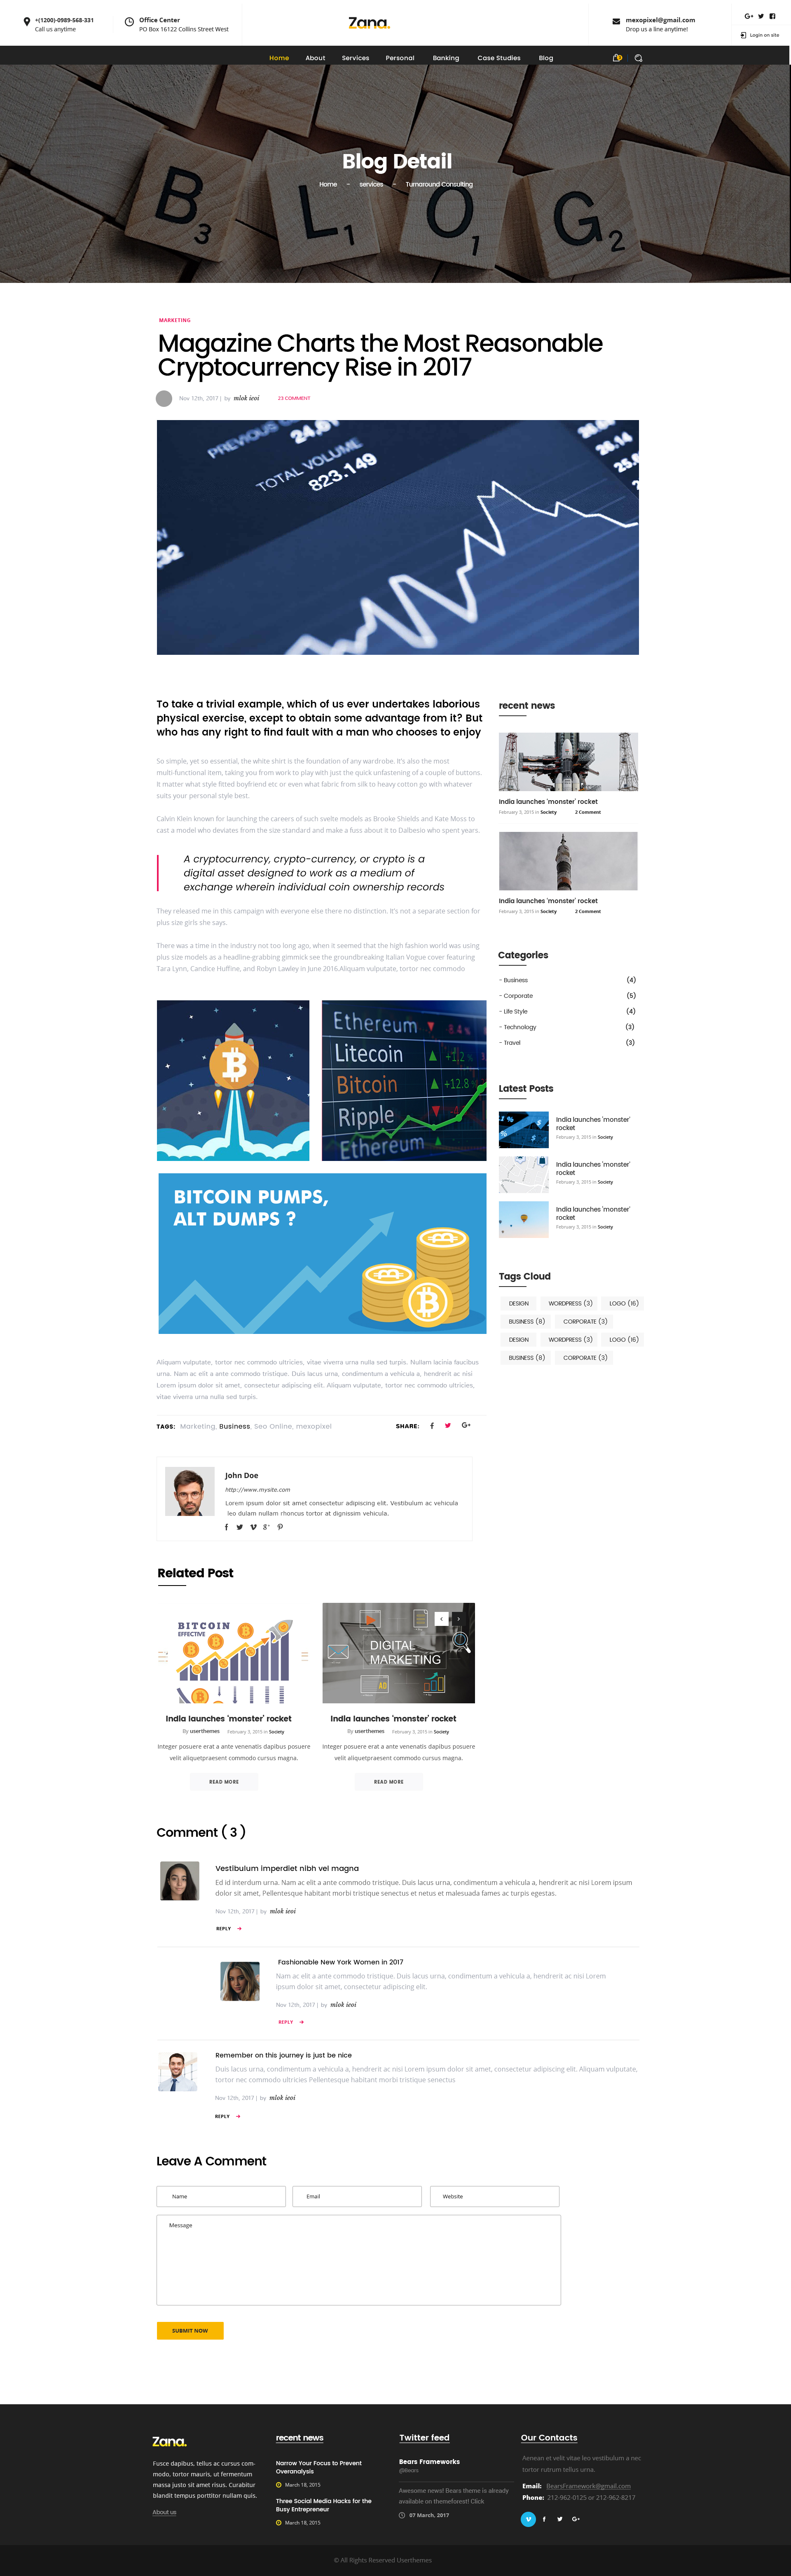 +(1200)-0989-568-331
Call us anytime
Office Center
PO Box 16122 Collins Street West
Zana.
mexopixel@gmail.com
Drop us a line anytime!
Login on site
Home About Services Personal Banking Case Studies Blog
Blog Detail
Home – services – Turnaround Consulting
B3 L1 O1 G2
MARKETING
Magazine Charts the Most Reasonable
Cryptocurrency Rise in 2017
Nov 12th, 2017 | by mlok ieoi 23 COMMENT
TOTAL VOLUME
823.149
To take a trivial example, which of us ever undertakes laborious
physical exercise, except to obtain some advantage from it? But
who has any right to find fault with a man who chooses to enjoy
So simple, yet so essential, the white shirt is the foundation of any wardrobe. It's also the most
multi-functional item, taking you from work to play with just the quick unfastening of a couple of buttons.
It matter what style fitted boyfriend etc or even what fabric from silk to heavy cotton go with whatever
suits your personal style best.
Calvin Klein known for launching the careers of such svelte models as Brooke Shields and Kate Moss to
cast a model who deviates from the size standard and make a fuss about it to Dalbesio who spent years.
A cryptocurrency, crypto-currency, or crypto is a
digital asset designed to work as a medium of
exchange wherein individual coin ownership records
They released me in this campaign with everyone else there no distinction. It's not a separate section for
plus size girls she says.
There was a time in the industry not too long ago, when it seemed that the high fashion world was using
plus size models as a headline-grabbing gimmick see the groundbreaking Italian Vogue cover featuring
Tara Lynn, Candice Huffine, and Robyn Lawley in June 2016.Aliquam vulputate, tortor nec commodo
Ethereum
Litecoin
Bitcoin
Ripple
Ethereum
BITCOIN PUMPS,
ALT DUMPS ?
Aliquam vulputate, tortor nec commodo ultricies, vitae viverra urna nulla sed turpis. Nullam lacinia faucibus
urna. Nam ac elit a ante commodo tristique. Duis lacus urna, condimentum a vehicula a, hendrerit ac nisi
Lorem ipsum dolor sit amet, consectetur adipiscing elit. Aliquam vulputate, tortor nec commodo ultricies,
vitae viverra urna nulla sed turpis.
TAGS: Marketing, Business, Seo Online, mexopixel
SHARE:
John Doe
http://www.mysite.com
Lorem ipsum dolor sit amet consectetur adipiscing elit. Vestibulum ac vehicula
leo dulam nullam rhoncus tortor at dignissim vehicula.
recent news
India launches 'monster' rocket
February 3, 2015 in Society 2 Comment
India launches 'monster' rocket
February 3, 2015 in Society 2 Comment
Categories
- Business (4)
- Corporate (5)
- Life Style (4)
- Technology (3)
- Travel (3)
Latest Posts
India launches 'monster'
rocket
February 3, 2015 in Society
India launches 'monster'
rocket
February 3, 2015 in Society
India launches 'monster'
rocket
February 3, 2015 in Society
Tags Cloud
DESIGN WORDPRESS (3) LOGO (16)
BUSINESS (8) CORPORATE (3)
DESIGN WORDPRESS (3) LOGO (16)
BUSINESS (8) CORPORATE (3)
Related Post
BITCOIN
EFFECTIVE
India launches 'monster' rocket
By userthemes February 3, 2015 in Society
Integer posuere erat a ante venenatis dapibus posuere
velit aliquetpraesent commodo cursus magna.
READ MORE
DIGITAL
MARKETING
AD
India launches 'monster' rocket
By userthemes February 3, 2015 in Society
Integer posuere erat a ante venenatis dapibus posuere
velit aliquetpraesent commodo cursus magna.
READ MORE
Comment ( 3 )
Vestibulum imperdiet nibh vel magna
Ed id interdum urna. Nam ac elit a ante commodo tristique. Duis lacus urna, condimentum a vehicula a, hendrerit ac nisi Lorem ipsum
dolor sit amet, Pellentesque habitant morbi tristique senectus et netus et malesuada fames ac turpis egestas.
Nov 12th, 2017 | by mlok ieoi
REPLY
Fashionable New York Women in 2017
Nam ac elit a ante commodo tristique. Duis lacus urna, condimentum a vehicula a, hendrerit ac nisi Lorem
ipsum dolor sit amet, consectetur adipiscing elit.
Nov 12th, 2017 | by mlok ieoi
REPLY
Remember on this journey is just be nice
Duis lacus urna, condimentum a vehicula a, hendrerit ac nisi Lorem ipsum dolor sit amet, consectetur adipiscing elit. Aliquam vulputate,
tortor nec commodo ultricies Pellentesque habitant morbi tristique senectus
Nov 12th, 2017 | by mlok ieoi
REPLY
Leave A Comment
Name
Email
Website
Message
SUBMIT NOW
Zana.
Fusce dapibus, tellus ac cursus com-
modo, tortor mauris, ut fermentum
massa justo sit amet risus. Curabitur
blandit tempus porttitor nullam quis.
About us
recent news
Narrow Your Focus to Prevent
Overanalysis
March 18, 2015
Three Social Media Hacks for the
Busy Entrepreneur
March 18, 2015
Twitter feed
Bears Frameworks
@Bears
Awesome news! Bears theme is already
available on themeforest! Click
07 March, 2017
Our Contacts
Aenean et velit vitae leo vestibulum a nec
tortor rutrum tellus urna.
Email: BearsFramework@gmail.com
Phone: 212-962-0125 or 212-962-8217
© All Rights Reserved Userthemes